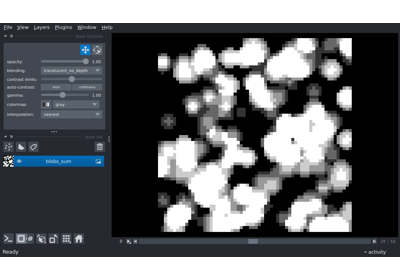 File View Layers Plugins Window Help
opacity: 1.00
blending: translucent_no_depth
contrast limits:
auto-contrast: once continuous
gamma: 1.00
colormap: gray
interpolation: nearest
blobs_sum
Ready
activity